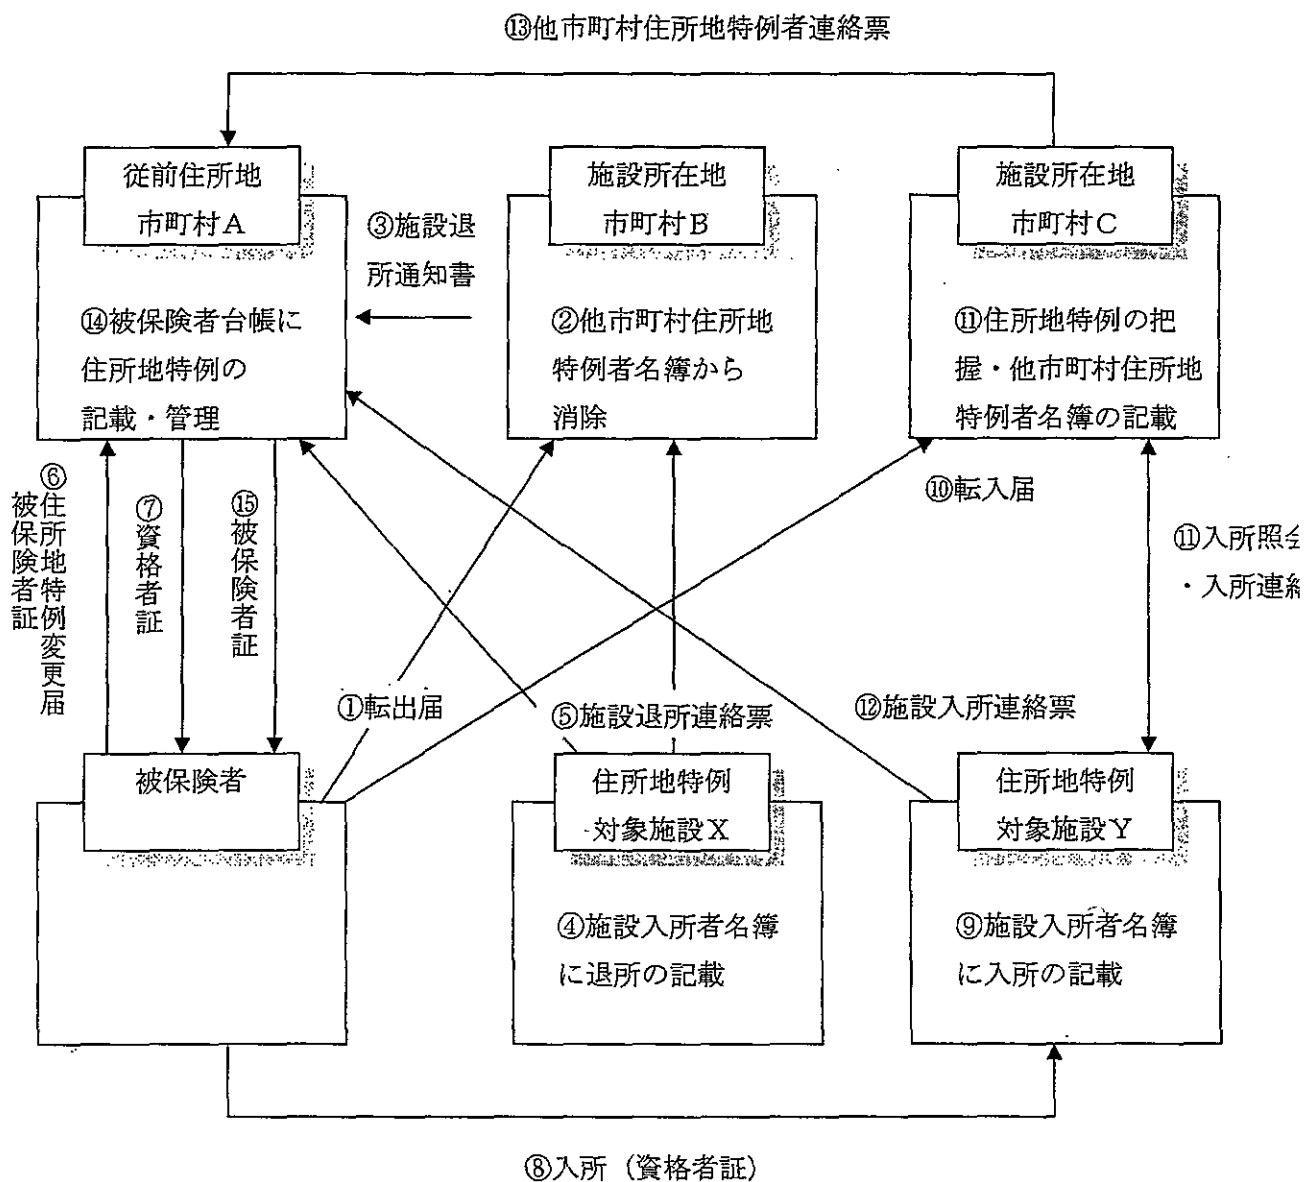 ⑬他市町村住所地特例者連絡票
従前住所地
市町村A
施設所在地
市町村B
施設所在地
市町村C
③施設退
所通知書
⑭被保険者台帳に
住所地特例の
記載・管理
②他市町村住所地
特例者名簿から
消除
⑪住所地特例の把
握・他市町村住所地
特例者名簿の記載
⑥住所地特例変更届
被保険者証
⑦資格者証
⑮被保険者証
⑩転入届
⑪入所照会
・入所連絡
①転出届
⑤施設退所連絡票
⑫施設入所連絡票
被保険者
住所地特例
対象施設X
住所地特例
対象施設Y
④施設入所者名簿
に退所の記載
⑨施設入所者名簿
に入所の記載
⑧入所(資格者証)